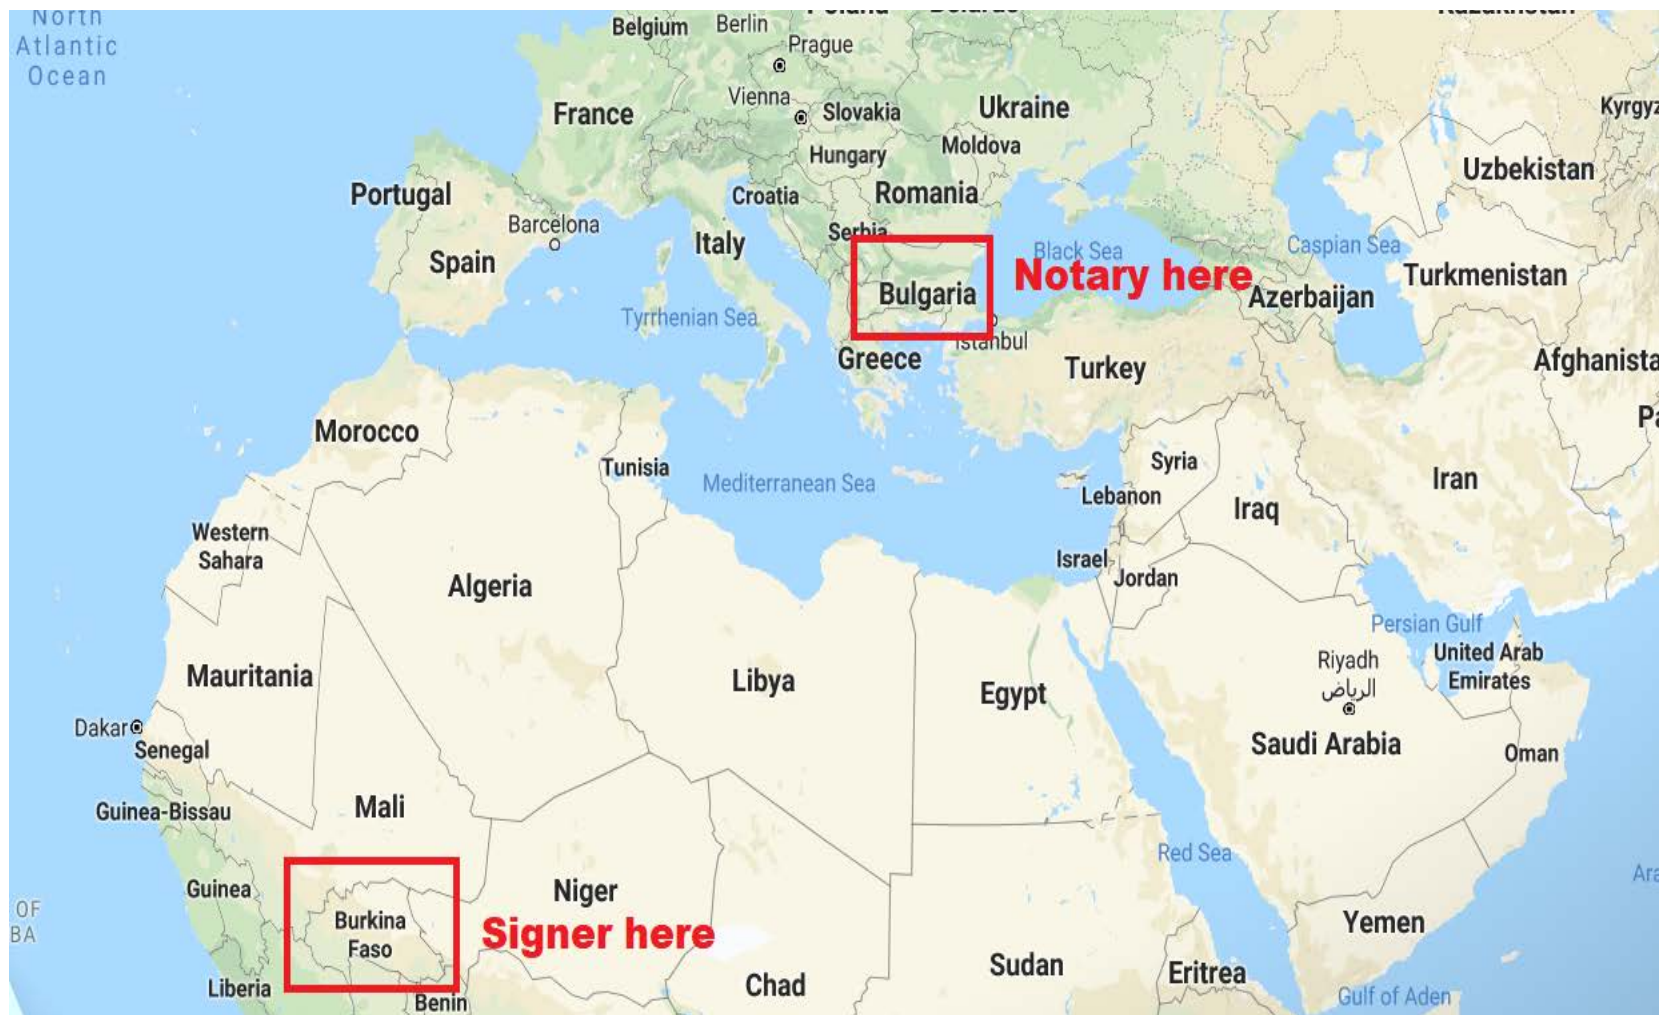 North
Atlantic
Ocean
Belgium
Berlin
Prague
Vienna
Slovakia
Ukraine
France
Hungary
Moldova
Kyrgyz
Uzbekistan
Portugal
Croatia
Romania
Barcelona
Spain
Italy
Serbia
Black Sea
Caspian Sea
Notary here
Turkmenistan
Bulgaria
Azerbaijan
Tyrrhenian Sea
Istanbul
Greece
Turkey
Afghanista
Pa
Morocco
Tunisia
Mediterranean Sea
Syria
Lebanon
Iraq
Iran
Western
Sahara
Israel
Jordan
Algeria
Persian Gulf
Mauritania
Libya
Egypt
Riyadh
الرياض
United Arab
Emirates
Dakar
Senegal
Saudi Arabia
Oman
Guinea-Bissau
Mali
Red Sea
Guinea
Niger
Ara
OF
BA
Burkina
Faso
Signer here
Yemen
Liberia
Benin
Chad
Sudan
Eritrea
Gulf of Aden